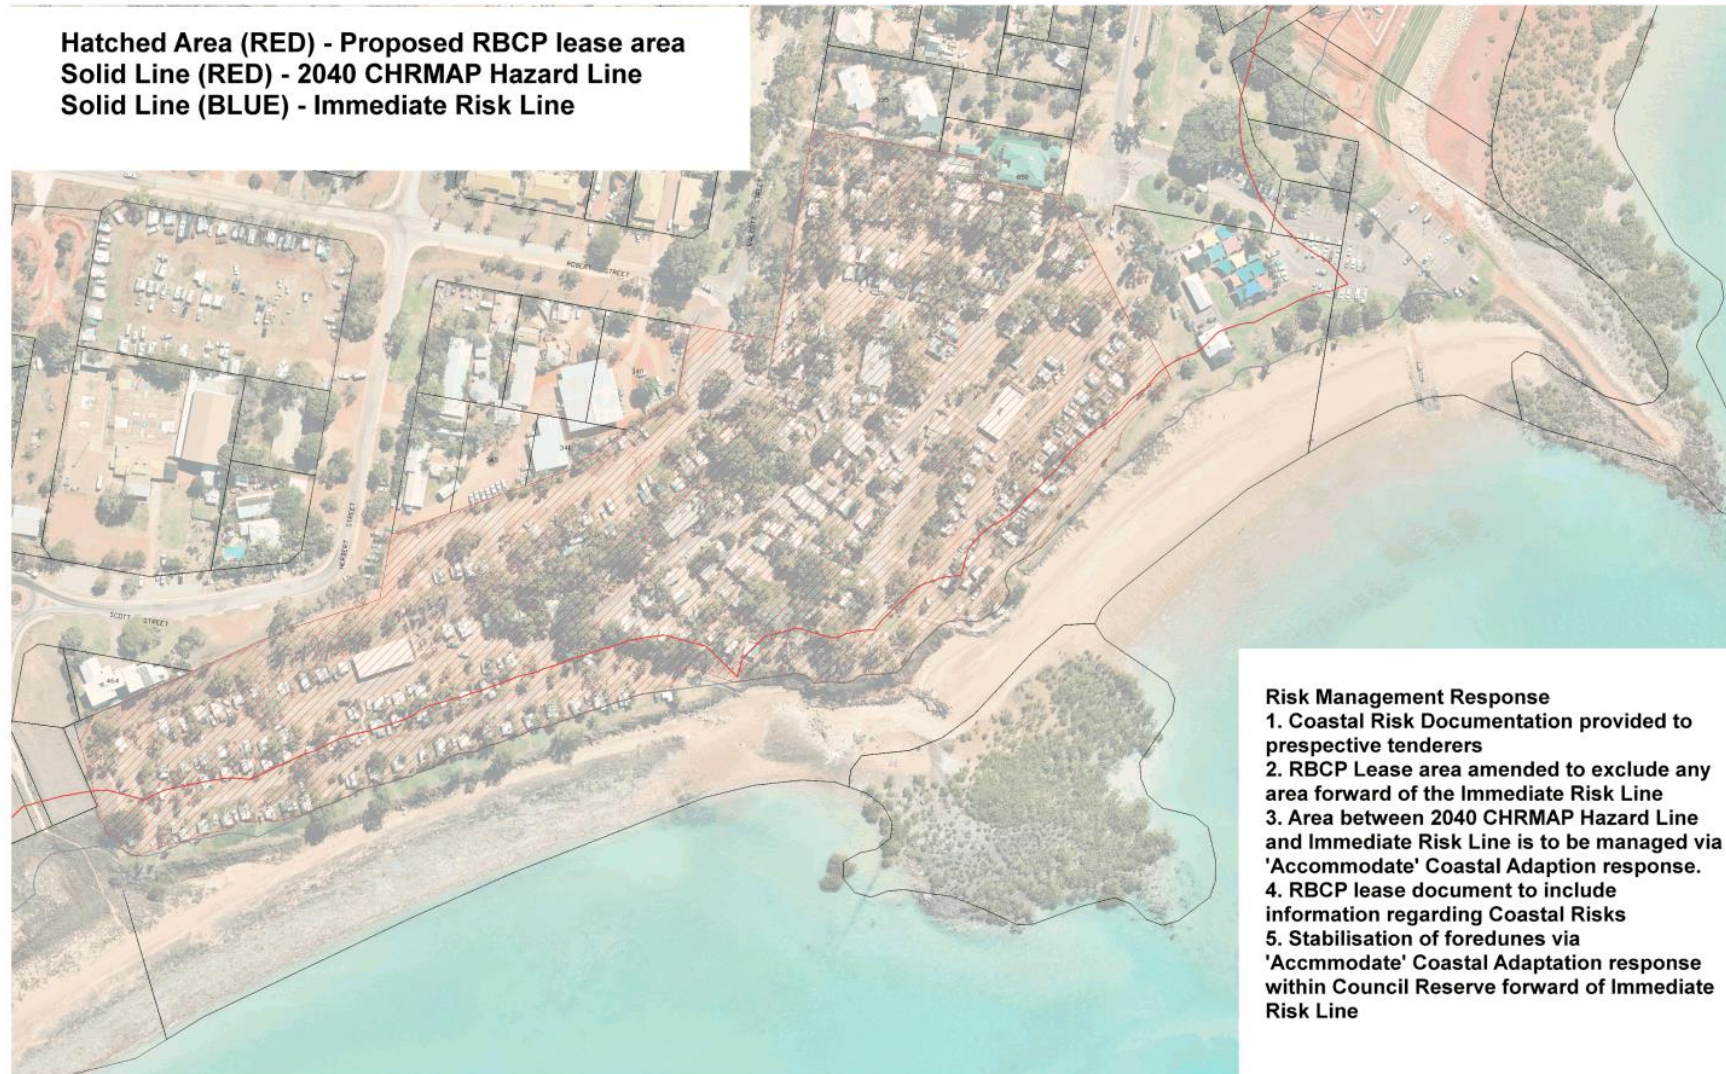 Hatched Area (RED) - Proposed RBCP lease area
Solid Line (RED) - 2040 CHRMAP Hazard Line
Solid Line (BLUE) - Immediate Risk Line
ROBERT STREET
HERBERT STREET
SCOTT STREET
464
Risk Management Response
1. Coastal Risk Documentation provided to
prespective tenderers
2. RBCP Lease area amended to exclude any
area forward of the Immediate Risk Line
3. Area between 2040 CHRMAP Hazard Line
and Immediate Risk Line is to be managed via
'Accommodate' Coastal Adaption response.
4. RBCP lease document to include
information regarding Coastal Risks
5. Stabilisation of foredunes via
'Accmmodate' Coastal Adaptation response
within Council Reserve forward of Immediate
Risk Line